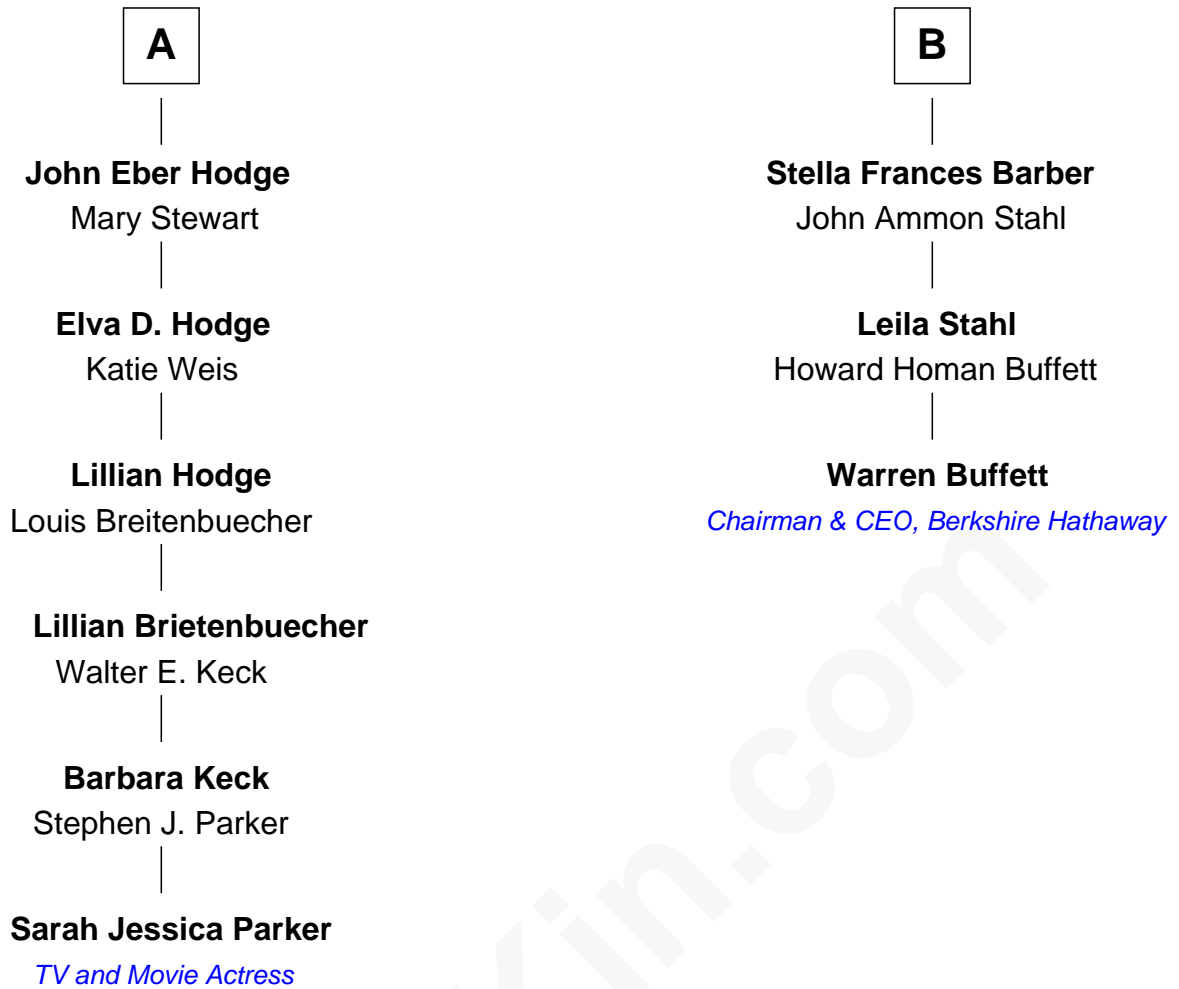 A
John Eber Hodge
Mary Stewart
Elva D. Hodge
Katie Weis
Lillian Hodge
Louis Breitenbuecher
Lillian Brietenbuecher
Walter E. Keck
Barbara Keck
Stephen J. Parker
Sarah Jessica Parker
TV and Movie Actress
B
Stella Frances Barber
John Ammon Stahl
Leila Stahl
Howard Homan Buffett
Warren Buffett
Chairman & CEO, Berkshire Hathaway